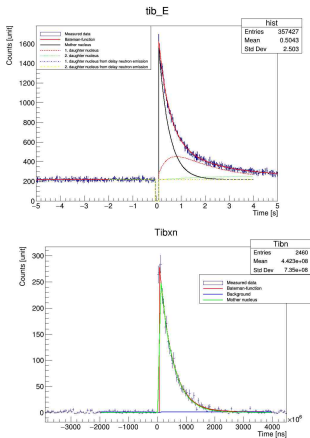 tib_E
hist
Entries 357427
Mean 0.5043
Std Dev 2.503
Counts [unit]
1600
1400
1200
1000
800
600
400
200
0
Measured data
Bateman-function
Mother nucleus
1. daughter nucleus
2. daughter nucleus
1. daughter nucleus from delay neutron-emission
2. daughter nucleus from delay neutron emission
−5 −4 −3 −2 −1 0 1 2 3 4 5
Time [s]
Tibxn
Tibn
Entries 2460
Mean 4.423e+08
Std Dev 7.35e+08
Counts [unit]
300
250
200
150
100
50
0
Measured data
Bateman-function
Background
Mother nucleus
−3000 −2000 −1000 0 1000 2000 3000 4000
×10⁶
Time [ns]